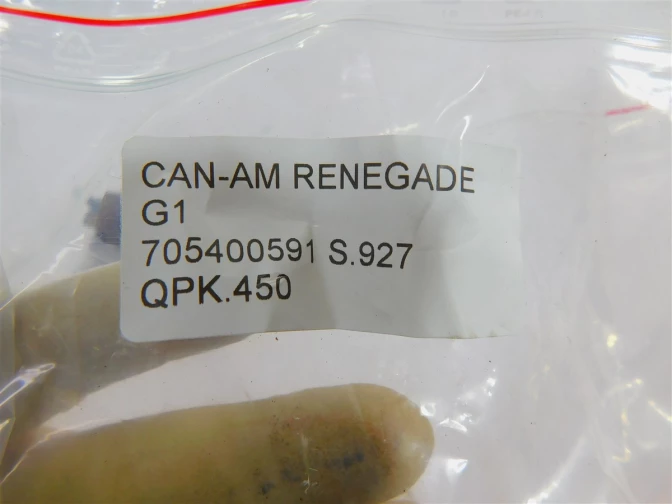 CAN-AM RENEGADE
G1
705400591 S.927
QPK.450